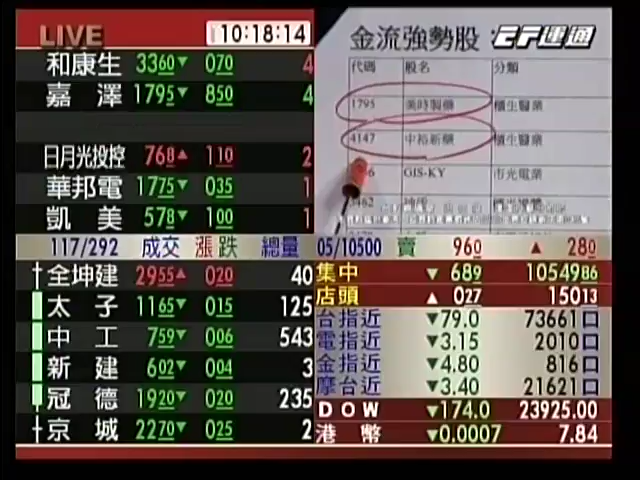 LIVE 10:18:14
和康生 3360▼ 070 4
嘉澤 1795▼ 850 4
日月光投控 768▲ 110 2
華邦電 1775▼ 035 1
凱美 578▼ 100 1
金流強勢股
代碼 股名 分類
1795 美時製藥 櫃生醫業
4147 中裕新藥 櫃生醫業
GIS-KY 市光電業
117/292 成交 漲跌 總量
全坤建 2955▲ 020 40
太子 1165▼ 015 125
中工 759▼ 006 543
新建 602▼ 004 3
冠德 1920▼ 020 235
京城 2270▼ 025 2
05/10500 賣 960 ▲ 280
集中 ▼ 689 1054986
店頭 ▲ 027 15013
台指近 ▼79.0 73661口
電指近 ▼3.15 2010口
金指近 ▼4.80 816口
摩台近 ▼3.40 21621口
DOW ▼174.0 23925.00
港幣 ▼0.0007 7.84